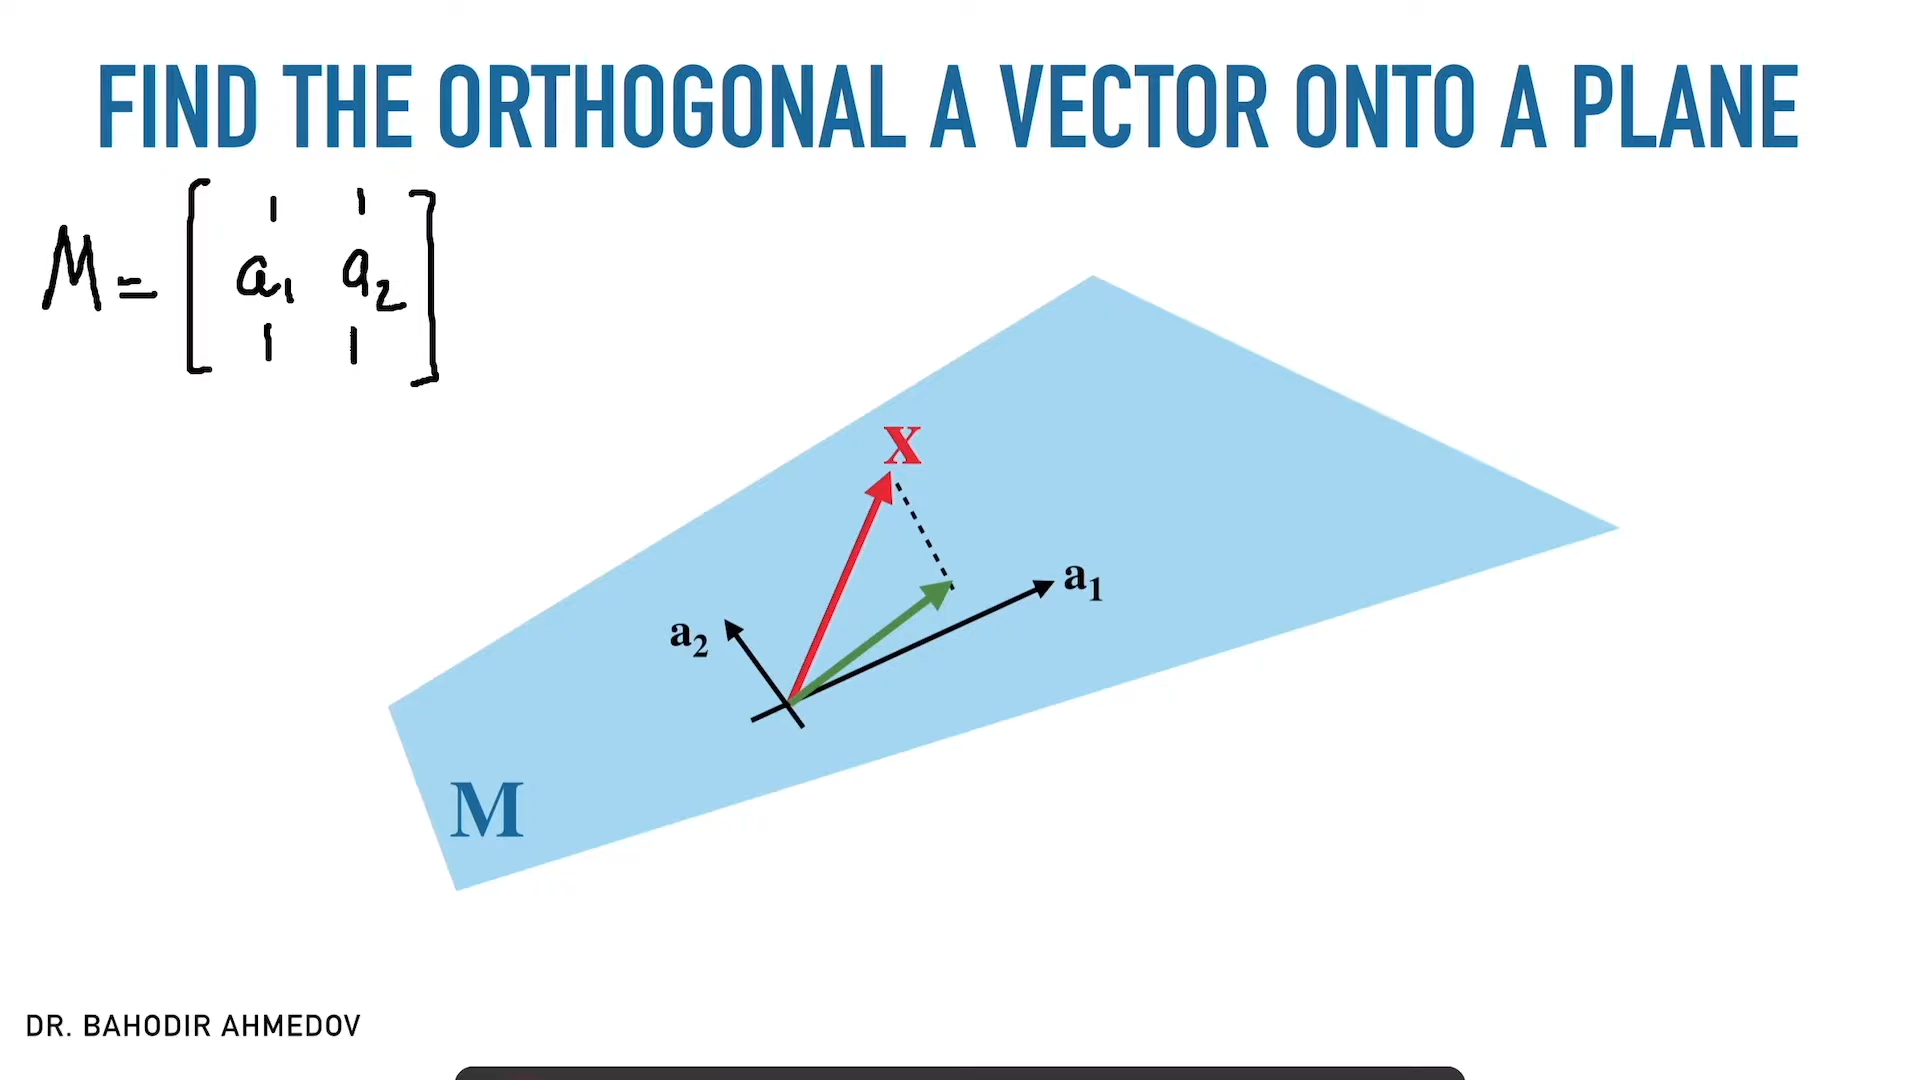 FIND THE ORTHOGONAL A VECTOR ONTO A PLANE
M = [ a₁ a₂ ]
x
a₁
a₂
M
DR. BAHODIR AHMEDOV